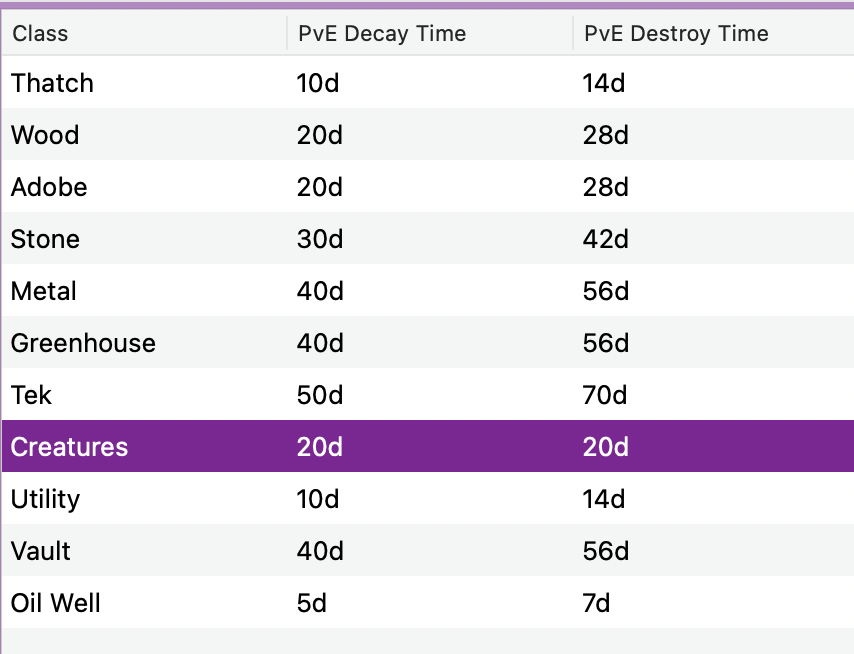 Class PvE Decay Time PvE Destroy Time
Thatch 10d 14d
Wood 20d 28d
Adobe 20d 28d
Stone 30d 42d
Metal 40d 56d
Greenhouse 40d 56d
Tek 50d 70d
Creatures 20d 20d
Utility 10d 14d
Vault 40d 56d
Oil Well 5d 7d